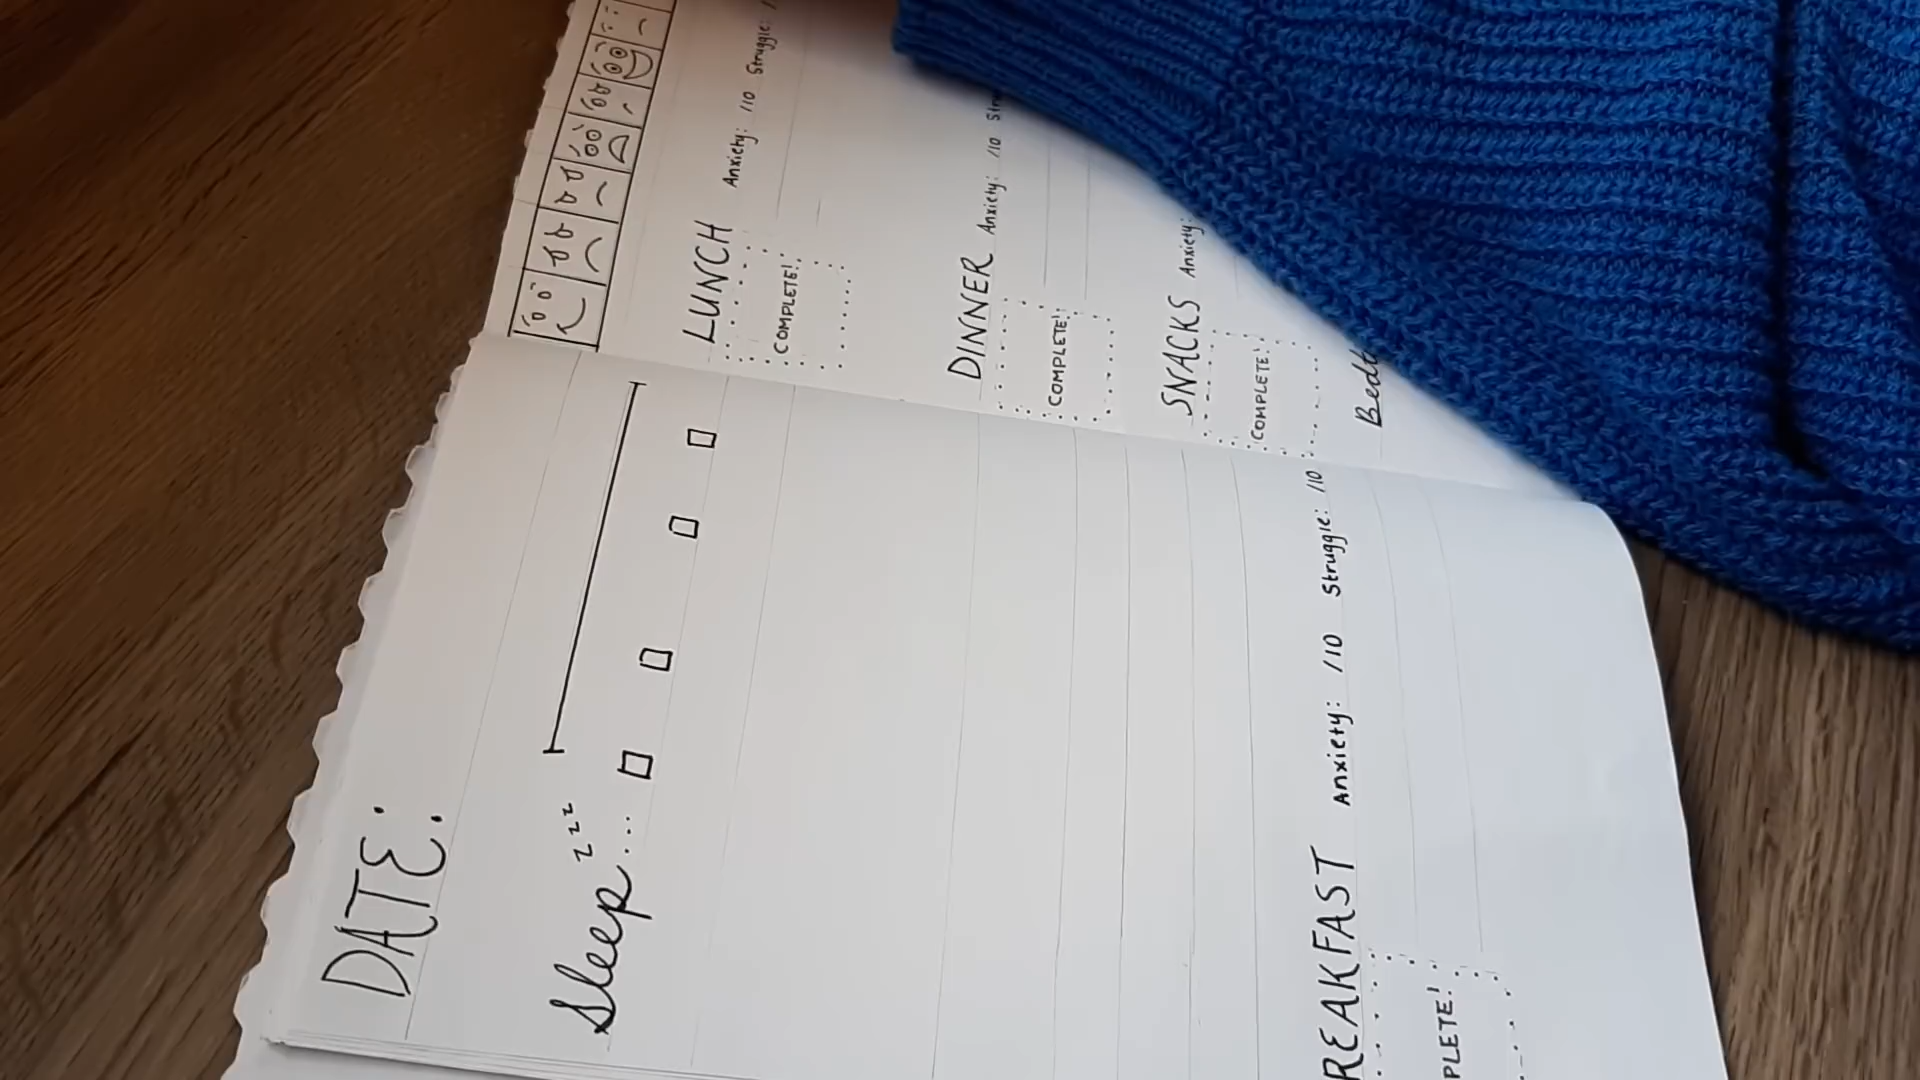 DATE:
Sleep... zzz
BREAKFAST Anxiety: /10 Struggle: /10
COMPLETE!
LUNCH Anxiety: /10 Struggle:
COMPLETE!
DINNER Anxiety: /10
COMPLETE!
SNACKS Anxiety:
COMPLETE!